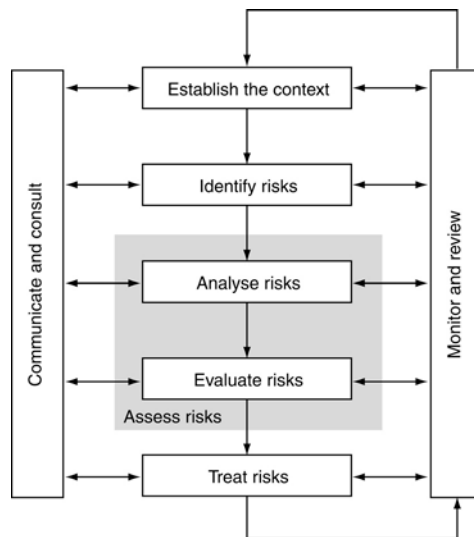 Establish the context
Identify risks
Analyse risks
Evaluate risks
Assess risks
Treat risks
Communicate and consult
Monitor and review